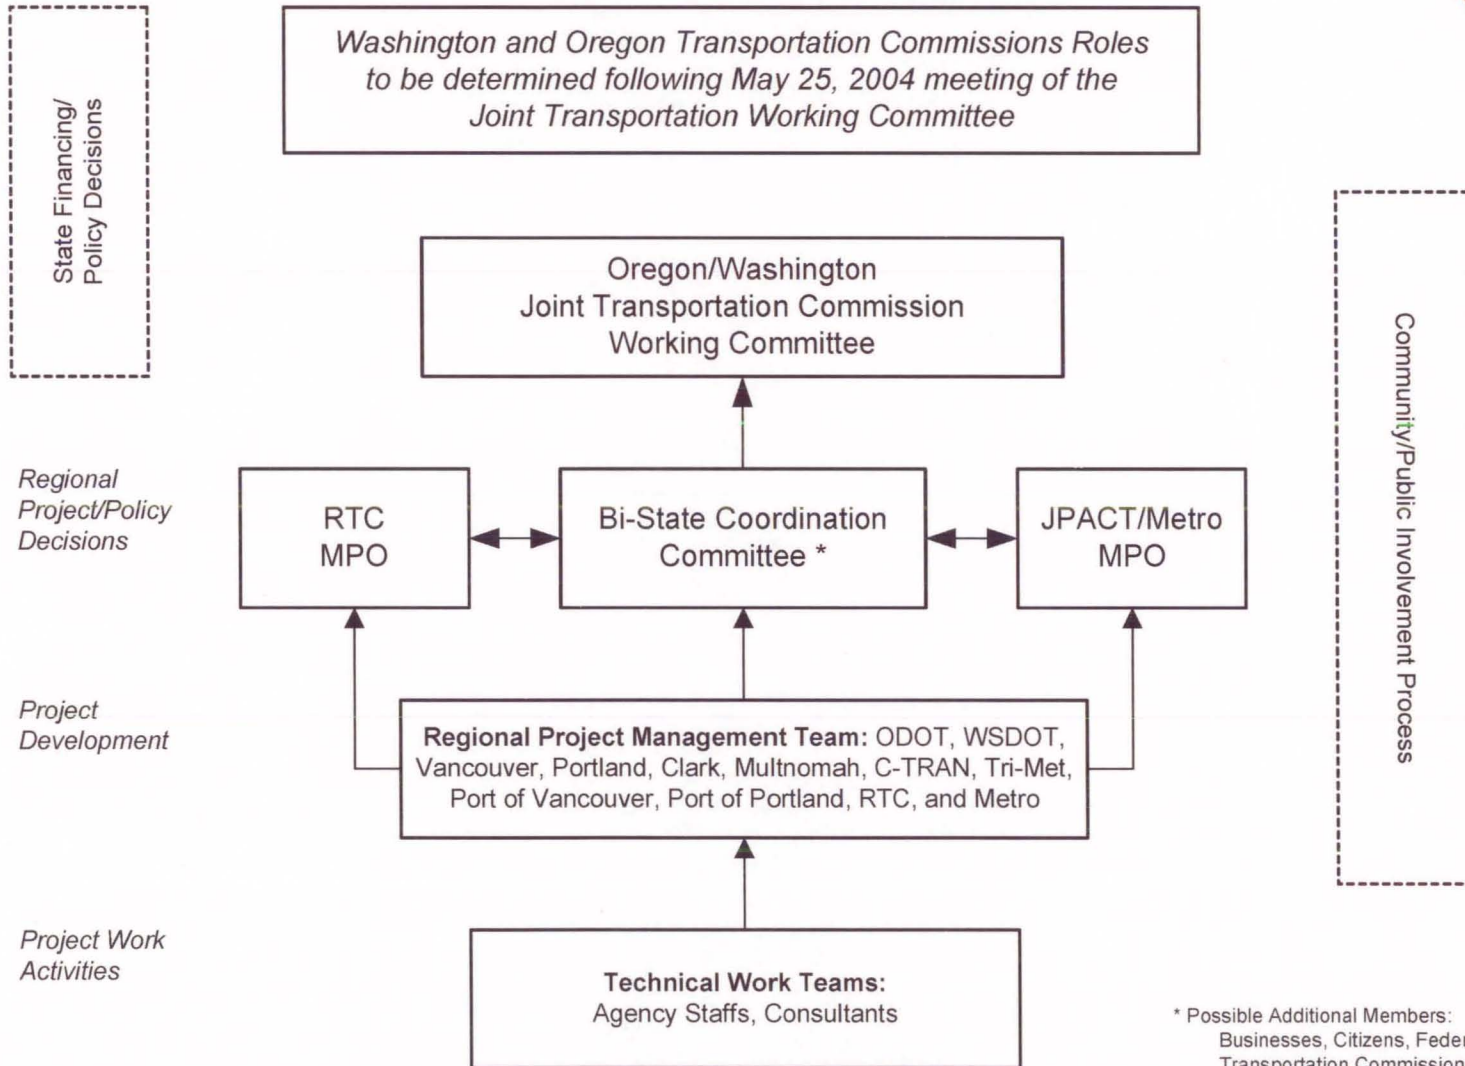 Washington and Oregon Transportation Commissions Roles
to be determined following May 25, 2004 meeting of the
Joint Transportation Working Committee
State Financing/
Policy Decisions
Oregon/Washington
Joint Transportation Commission
Working Committee
Community/Public Involvement Process
Regional
Project/Policy
Decisions
RTC
MPO
Bi-State Coordination
Committee *
JPACT/Metro
MPO
Project
Development
Regional Project Management Team: ODOT, WSDOT,
Vancouver, Portland, Clark, Multnomah, C-TRAN, Tri-Met,
Port of Vancouver, Port of Portland, RTC, and Metro
Project Work
Activities
Technical Work Teams:
Agency Staffs, Consultants
* Possible Additional Members:
Businesses, Citizens,